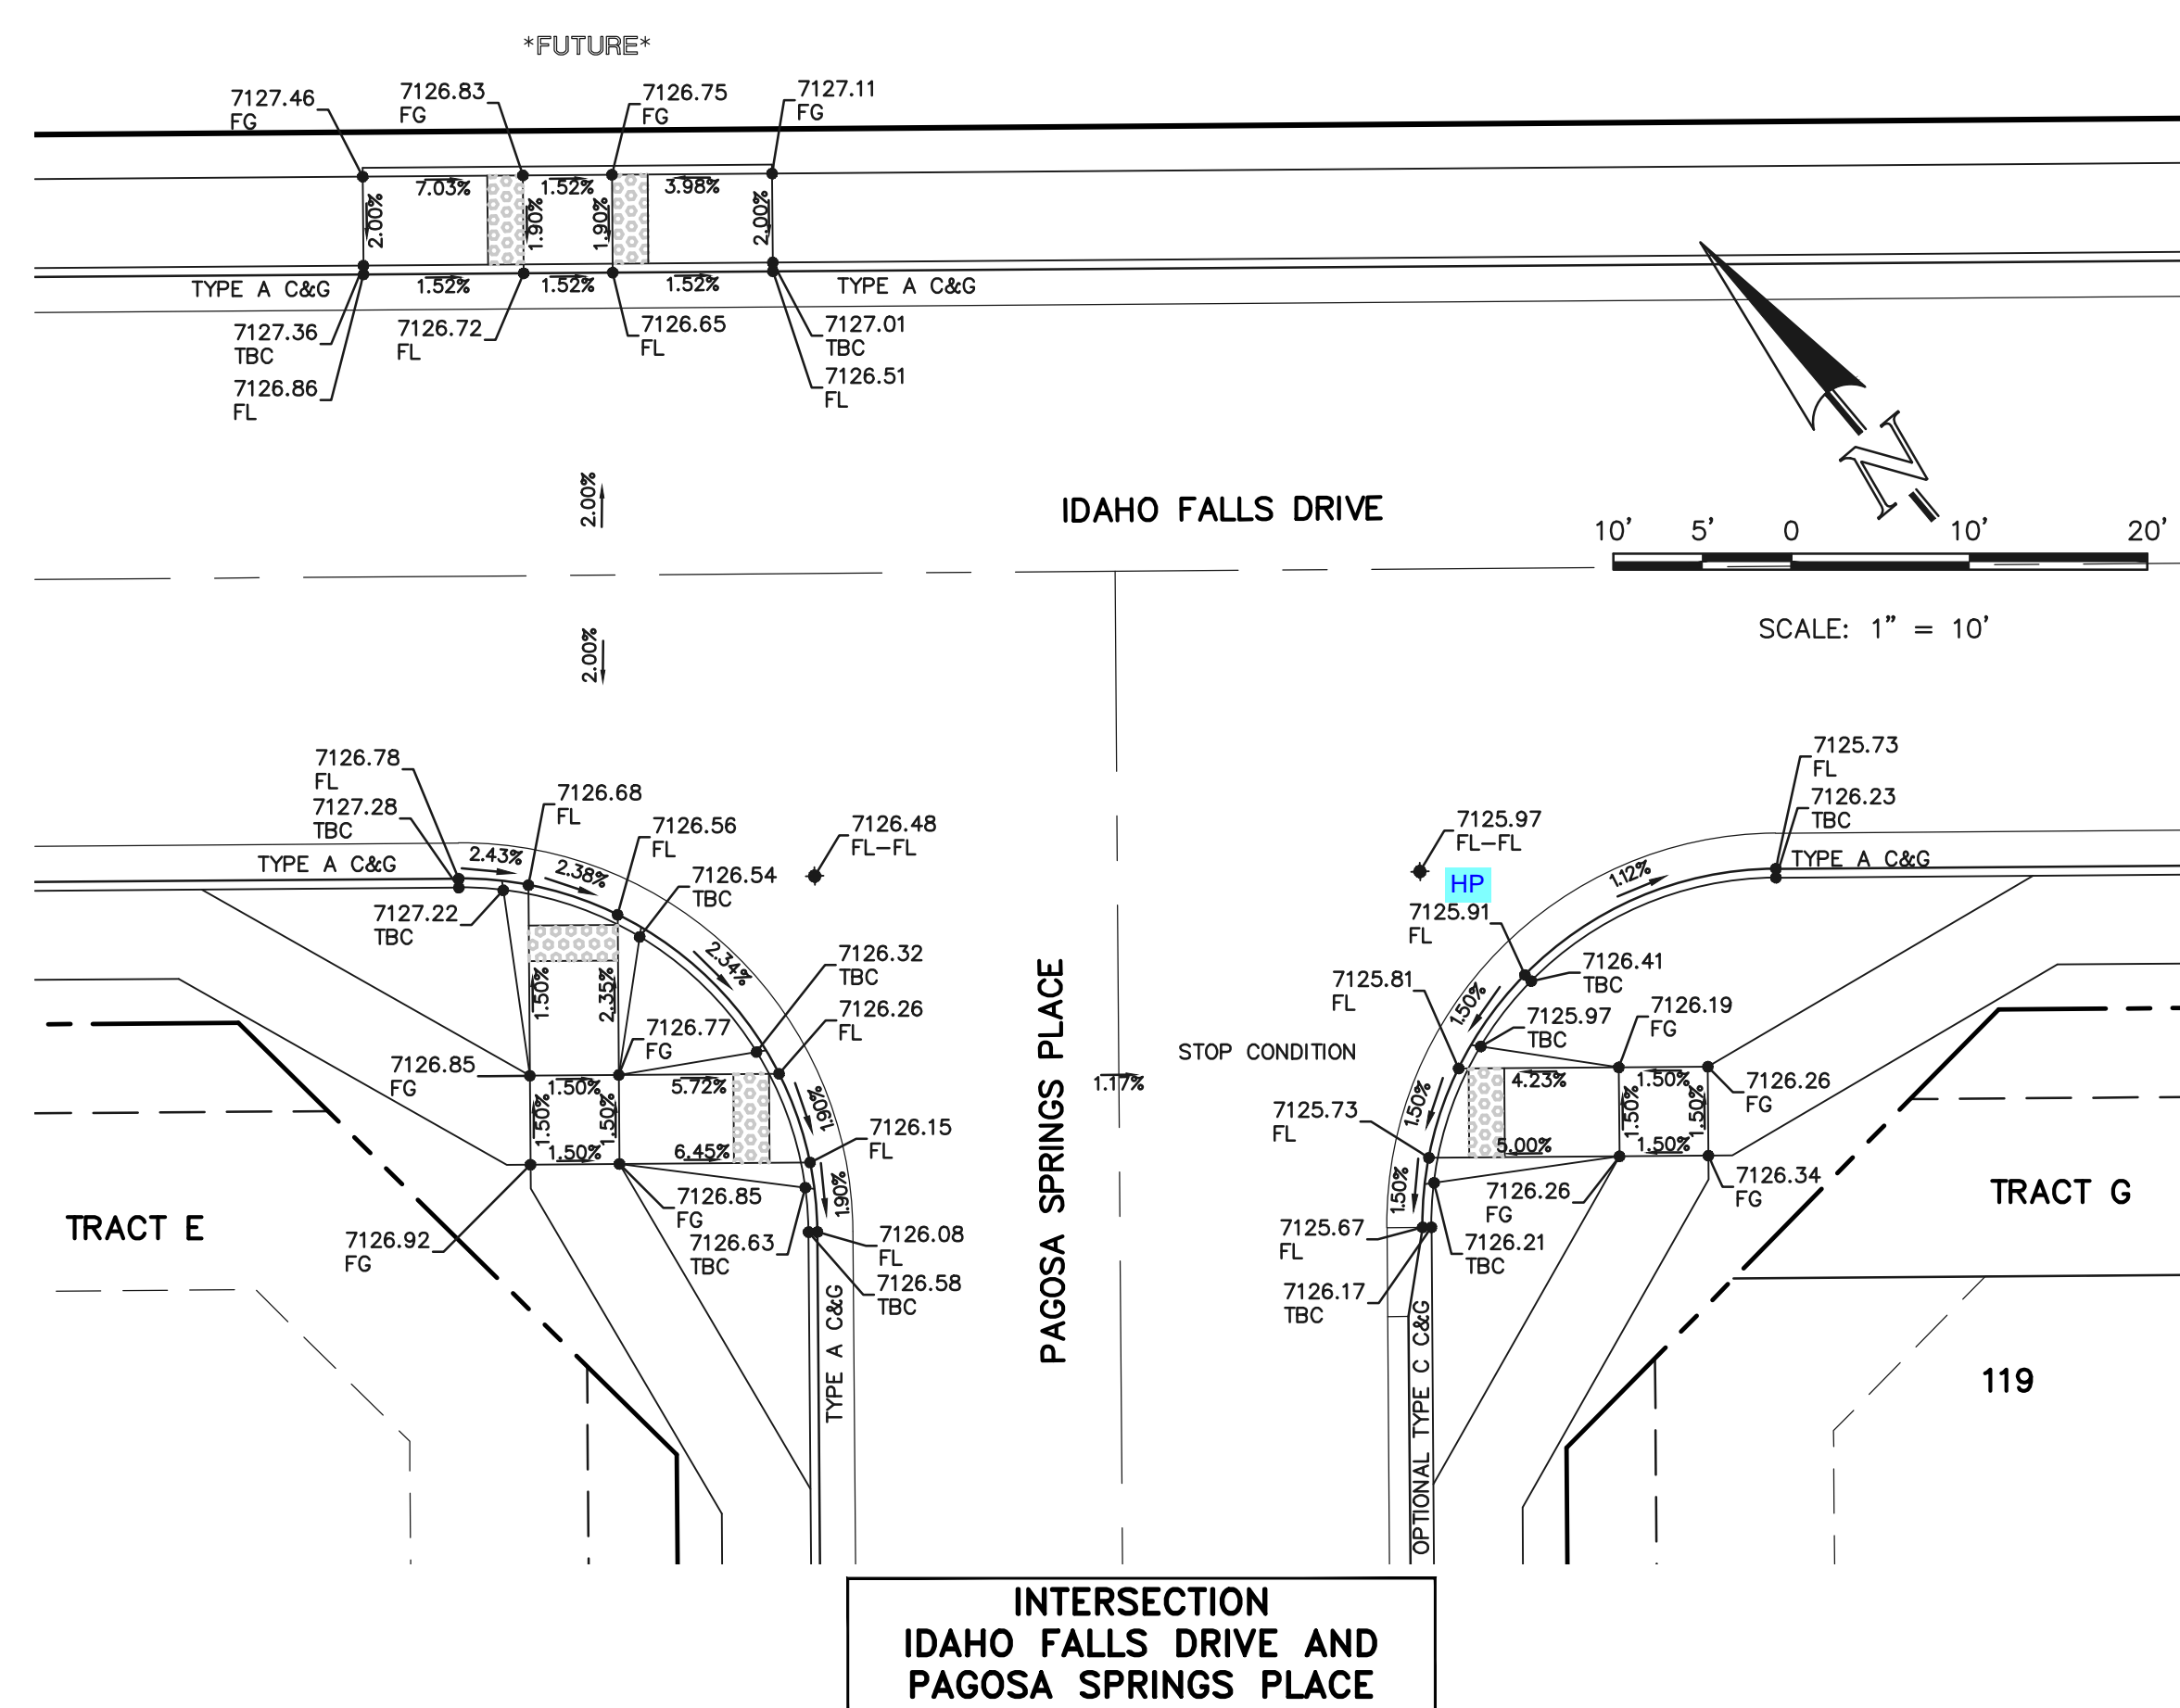 *FUTURE*
7127.46
FG
7126.83
FG
7126.75
FG
7127.11
FG
7.03%
1.52%
3.98%
2.00%
1.90%
1.90%
2.00%
TYPE A C&G
1.52%
1.52%
1.52%
TYPE A C&G
7127.36
TBC
7126.72
FL
7126.65
FL
7127.01
TBC
7126.86
FL
7126.51
FL
N
2.00%
IDAHO FALLS DRIVE
10'
5'
0
10'
20'
SCALE: 1" = 10'
2.00%
7126.78
FL
7127.28
TBC
7126.68
FL
7126.56
FL
7126.48
FL-FL
TYPE A C&G
2.43%
2.38%
7126.54
TBC
7127.22
TBC
2.34%
7126.32
TBC
7126.26
FL
1.50%
2.35%
7126.77
FG
7126.85
FG
1.50%
5.72%
1.50%
1.50%
1.90%
1.50%
6.45%
7126.15
FL
1.90%
7126.85
FG
7126.63
TBC
7126.92
FG
7126.08
FL
7126.58
TBC
TYPE A C&G
TRACT E
PAGOSA SPRINGS PLACE
STOP CONDITION
1.17%
7125.73
FL
7126.23
TBC
7125.97
FL-FL
HP
7125.91
FL
1.12%
TYPE A C&G
7125.81
FL
7126.41
TBC
1.50%
7125.97
TBC
7126.19
FG
4.23%
1.50%
7126.26
FG
7125.73
FL
1.50%
1.50%
1.50%
5.00%
1.50%
1.50%
7126.26
FG
7126.34
FG
7125.67
FL
7126.21
TBC
7126.17
TBC
OPTIONAL TYPE C C&G
TRACT G
119
INTERSECTION
IDAHO FALLS DRIVE AND
PAGOSA SPRINGS PLACE